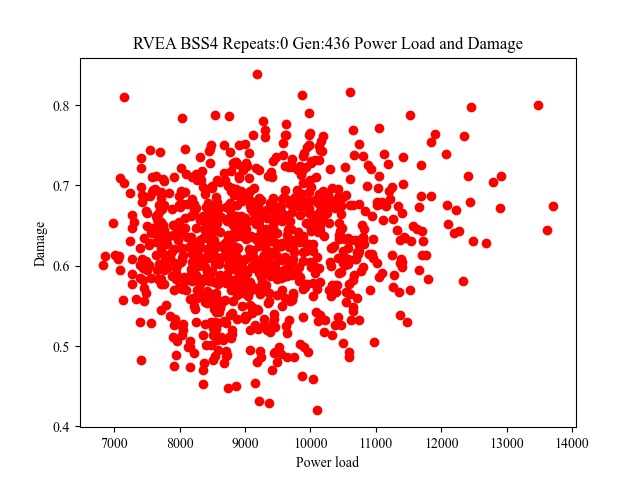 RVEA BSS4 Repeats:0 Gen:436 Power Load and Damage
0.8
0.7
0.6
0.5
0.4
Damage
7000 8000 9000 10000 11000 12000 13000 14000
Power load